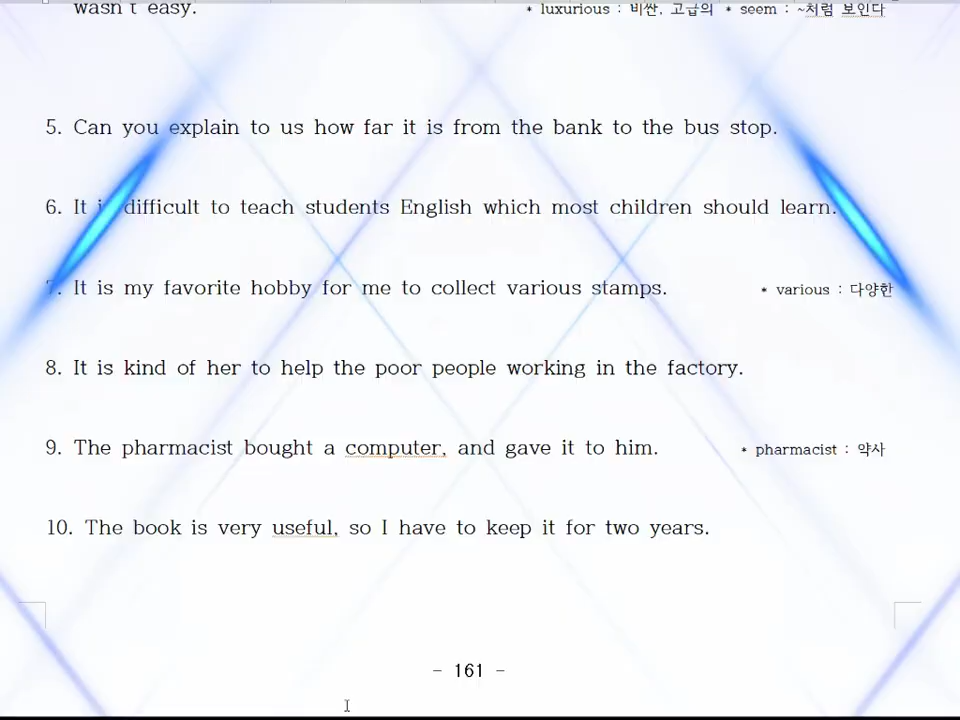 wasn't easy. * luxurious : 비싼, 고급의 * seem : ~처럼 보인다
5. Can you explain to us how far it is from the bank to the bus stop.
6. It is difficult to teach students English which most children should learn.
7. It is my favorite hobby for me to collect various stamps. * various : 다양한
8. It is kind of her to help the poor people working in the factory.
9. The pharmacist bought a computer, and gave it to him. * pharmacist : 약사
10. The book is very useful, so I have to keep it for two years.
- 161 -